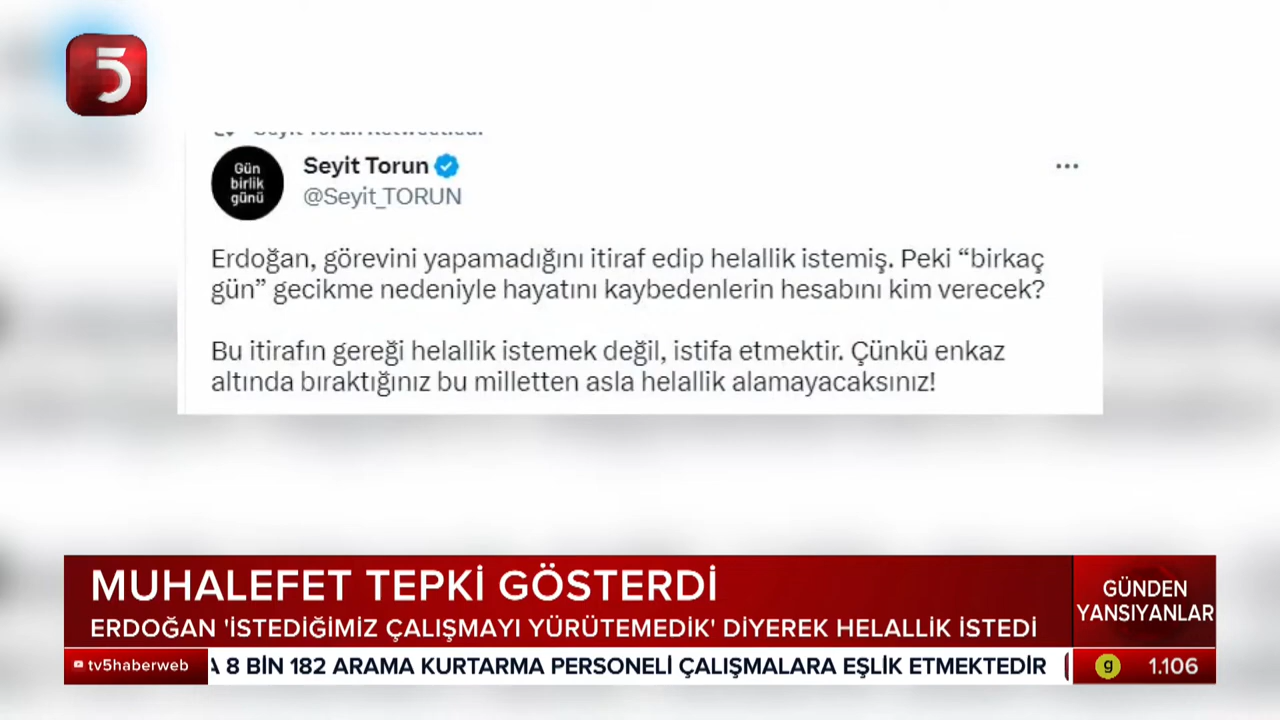 5
Seyit Torun Retweetledi
Gün
birlik
günü
Seyit Torun
@Seyit_TORUN
Erdoğan, görevini yapamadığını itiraf edip helallik istemiş. Peki “birkaç
gün” gecikme nedeniyle hayatını kaybedenlerin hesabını kim verecek?
Bu itirafın gereği helallik istemek değil, istifa etmektir. Çünkü enkaz
altında bıraktığınız bu milletten asla helallik alamayacaksınız!
MUHALEFET TEPKİ GÖSTERDİ
ERDOĞAN 'İSTEDİĞİMİZ ÇALIŞMAYI YÜRÜTEMEDİK' DİYEREK HELALLİK İSTEDİ
GÜNDEN
YANSIYANLAR
tv5haberweb
A 8 BİN 182 ARAMA KURTARMA PERSONELİ ÇALIŞMALARA EŞLİK ETMEKTEDİR
g 1.106